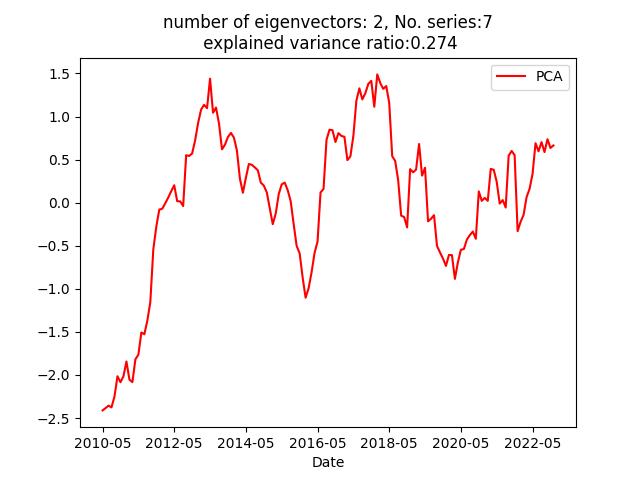 number of eigenvectors: 2, No. series:7
explained variance ratio:0.274
PCA
1.5
1.0
0.5
0.0
−0.5
−1.0
−1.5
−2.0
−2.5
2010-05 2012-05 2014-05 2016-05 2018-05 2020-05 2022-05
Date